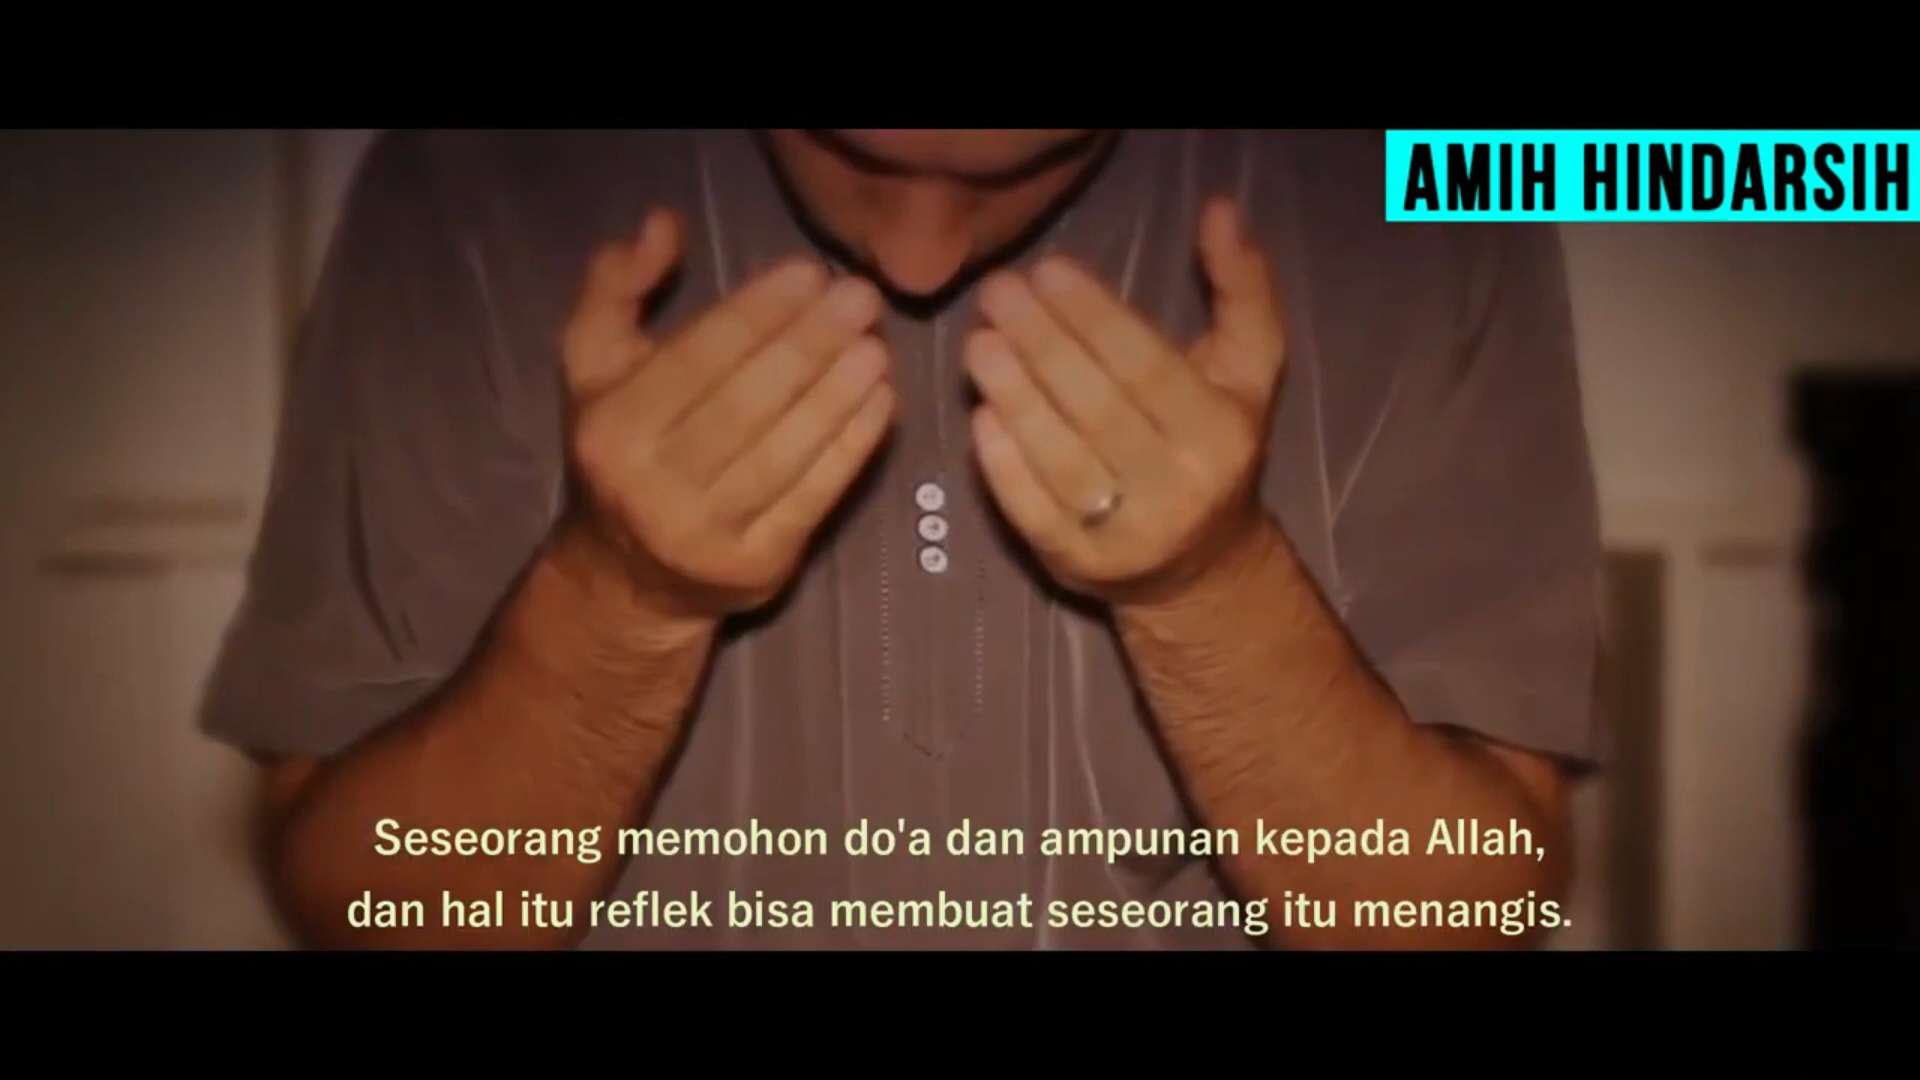 AMIH HINDARSIH
Seseorang memohon do'a dan ampunan kepada Allah,
dan hal itu reflek bisa membuat seseorang itu menangis.